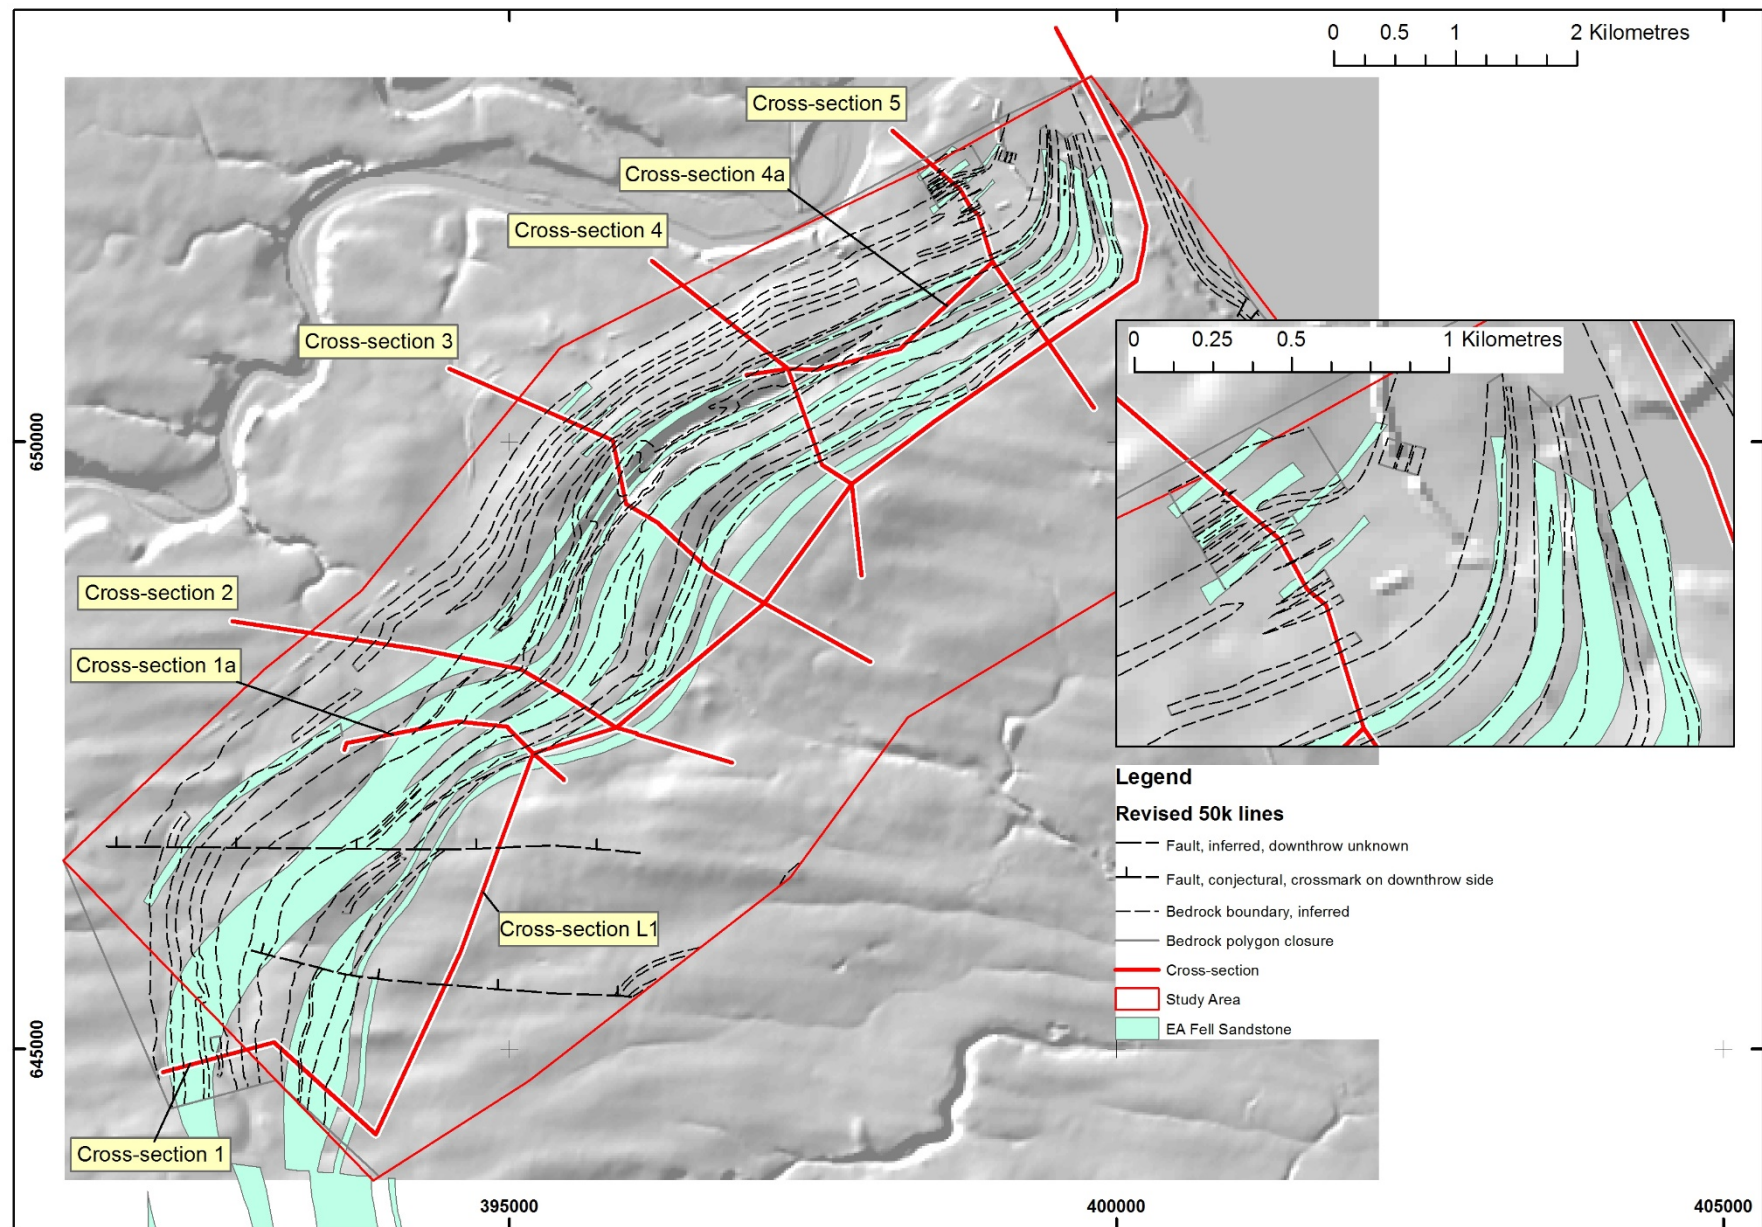 0 0.5 1 2 Kilometres
Cross-section 5
Cross-section 4a
Cross-section 4
Cross-section 3
0 0.25 0.5 1 Kilometres
650000
Cross-section 2
Cross-section 1a
Legend
Revised 50k lines
Fault, inferred, downthrow unknown
Fault, conjectural, crossmark on downthrow side
Bedrock boundary, inferred
Bedrock polygon closure
Cross-section
Study Area
EA Fell Sandstone
Cross-section L1
645000
Cross-section 1
395000 400000 405000